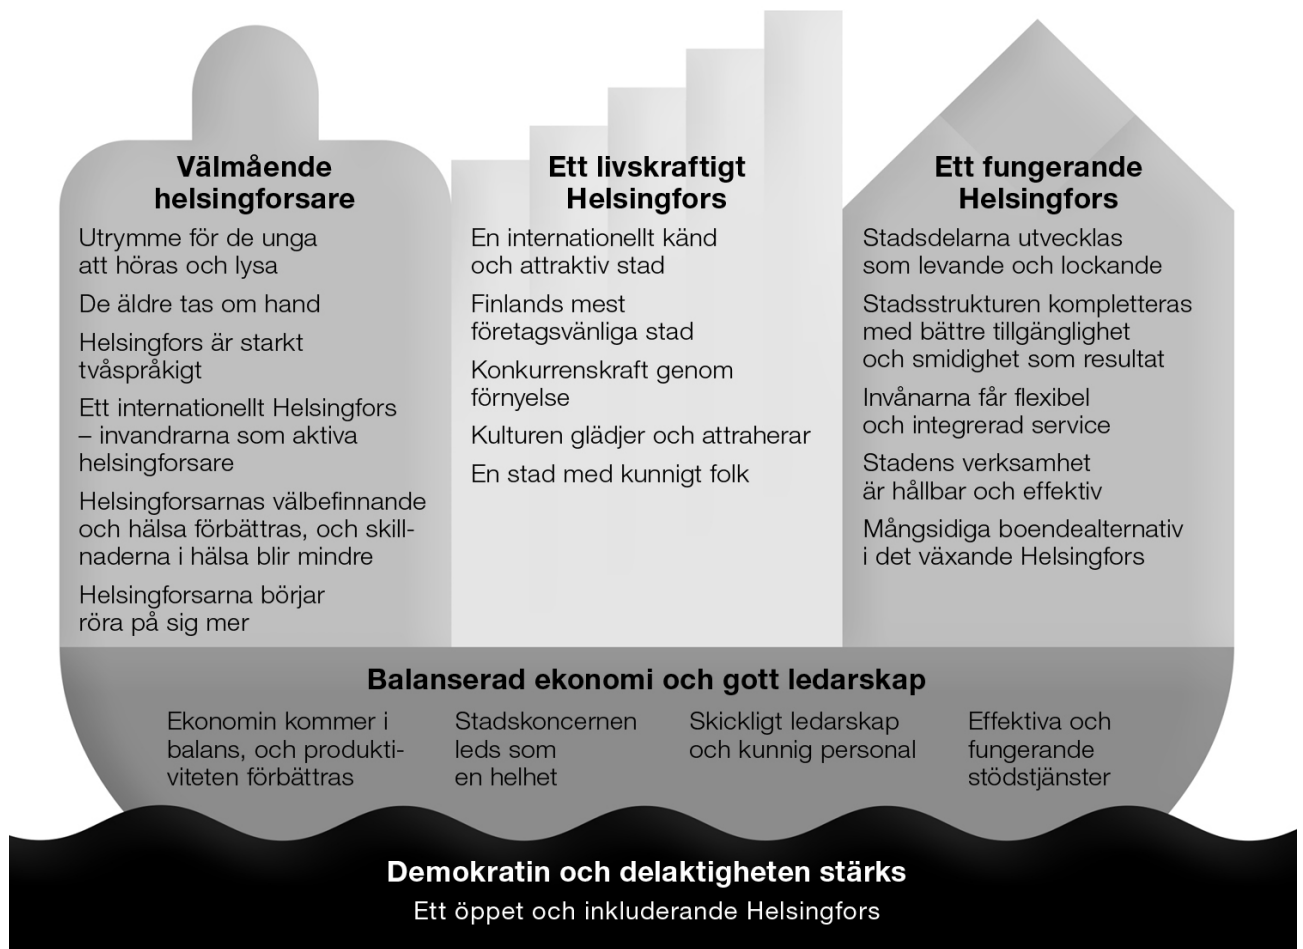 Välmående
helsingforsare
Utrymme för de unga
att höras och lysa
De äldre tas om hand
Helsingfors är starkt
tvåspråkigt
Ett internationellt Helsingfors
– invandrarna som aktiva
helsingforsare
Helsingforsarnas välbefinnande
och hälsa förbättras, och skill-
naderna i hälsa blir mindre
Helsingforsarna börjar
röra på sig mer
Ett livskraftigt
Helsingfors
En internationellt känd
och attraktiv stad
Finlands mest
företagsvänliga stad
Konkurrenskraft genom
förnyelse
Kulturen glädjer och attraherar
En stad med kunnigt folk
Ett fungerande
Helsingfors
Stadsdelarna utvecklas
som levande och lockande
Stadsstrukturen kompletteras
med bättre tillgänglighet
och smidighet som resultat
Invånarna får flexibel
och integrerad service
Stadens verksamhet
är hållbar och effektiv
Mångsidiga boendealternativ
i det växande Helsingfors
Balanserad ekonomi och gott ledarskap
Ekonomin kommer i
balans, och produkti-
viteten förbättras
Stadskoncernen
leds som
en helhet
Skickligt ledarskap
och kunnig personal
Effektiva och
fungerande
stödstjänster
Demokratin och delaktigheten stärks
Ett öppet och inkluderande Helsingfors